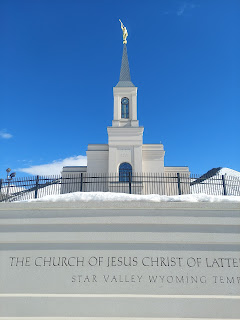 THE CHURCH OF JESUS CHRIST OF LATTE
STAR VALLEY WYOMING TEMP